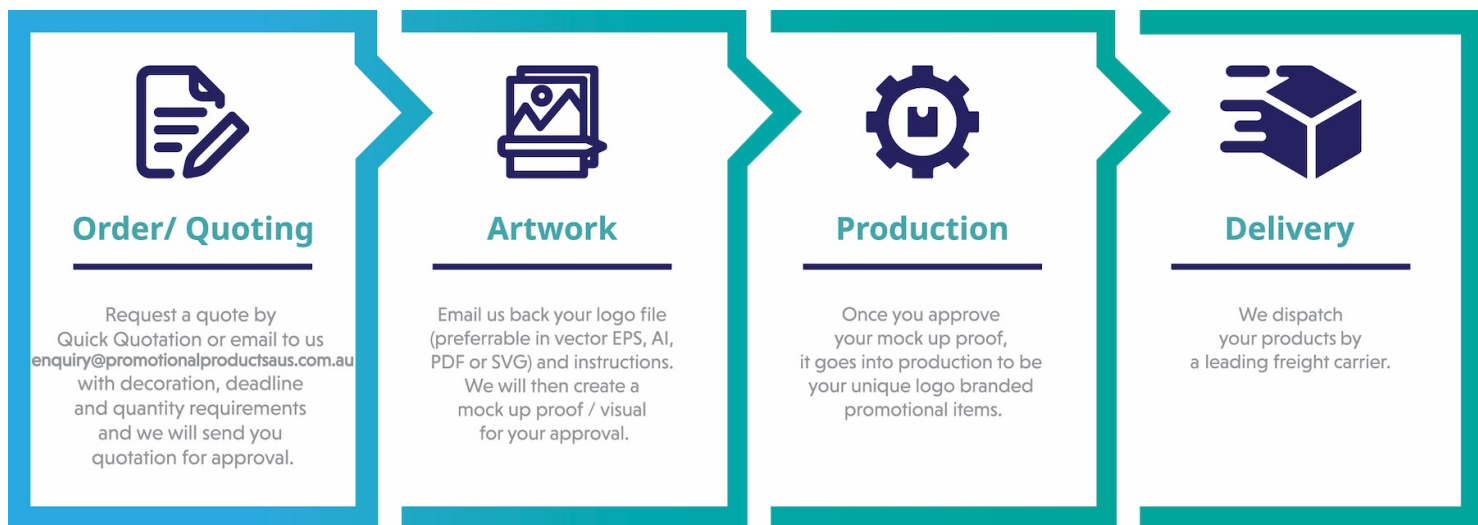 Order/ Quoting
Request a quote by
Quick Quotation or email to us
enquiry@promotionalproductsaus.com.au
with decoration, deadline
and quantity requirements
and we will send you
quotation for approval.
Artwork
Email us back your logo file
(preferrable in vector EPS, AI,
PDF or SVG) and instructions.
We will then create a
mock up proof / visual
for your approval.
Production
Once you approve
your mock up proof,
it goes into production to be
your unique logo branded
promotional items.
Delivery
We dispatch
your products by
a leading freight carrier.